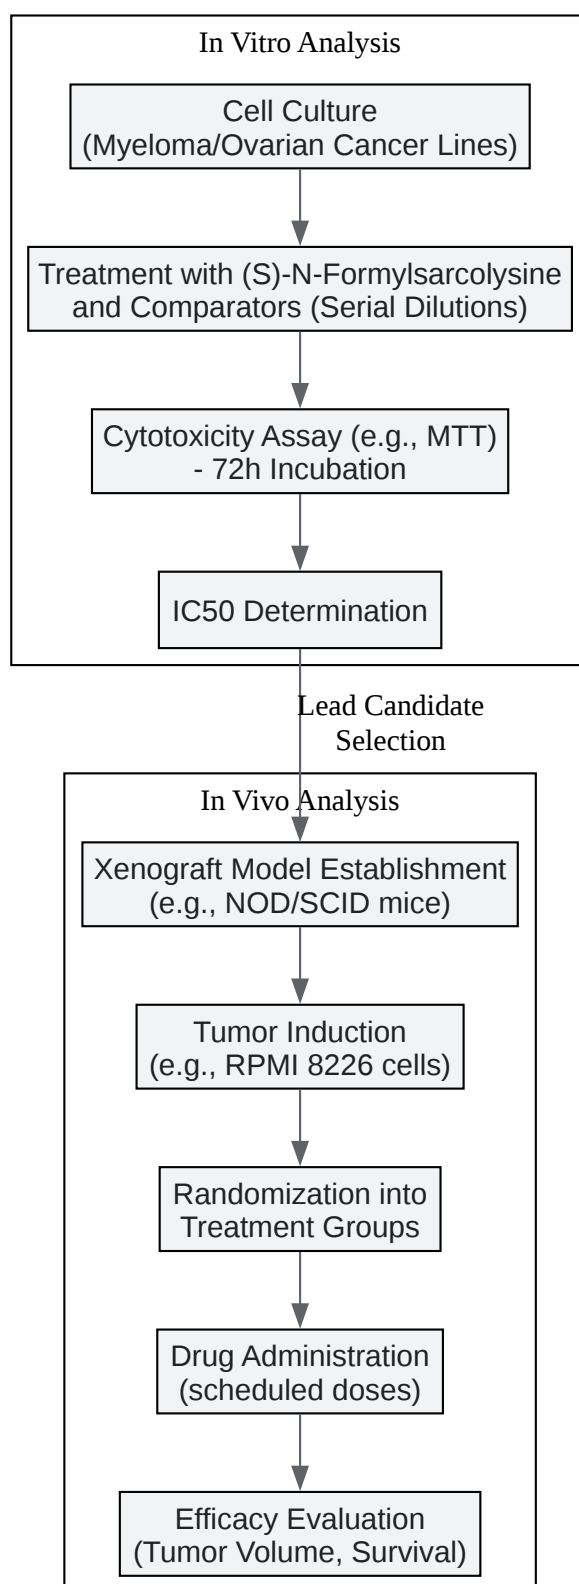 In Vitro Analysis
Cell Culture
(Myeloma/Ovarian Cancer Lines)
Treatment with (S)-N-Formylsarcolysine
and Comparators (Serial Dilutions)
Cytotoxicity Assay (e.g., MTT)
- 72h Incubation
IC50 Determination
Lead Candidate
Selection
In Vivo Analysis
Xenograft Model Establishment
(e.g., NOD/SCID mice)
Tumor Induction
(e.g., RPMI 8226 cells)
Randomization into
Treatment Groups
Drug Administration
(scheduled doses)
Efficacy Evaluation
(Tumor Volume, Survival)